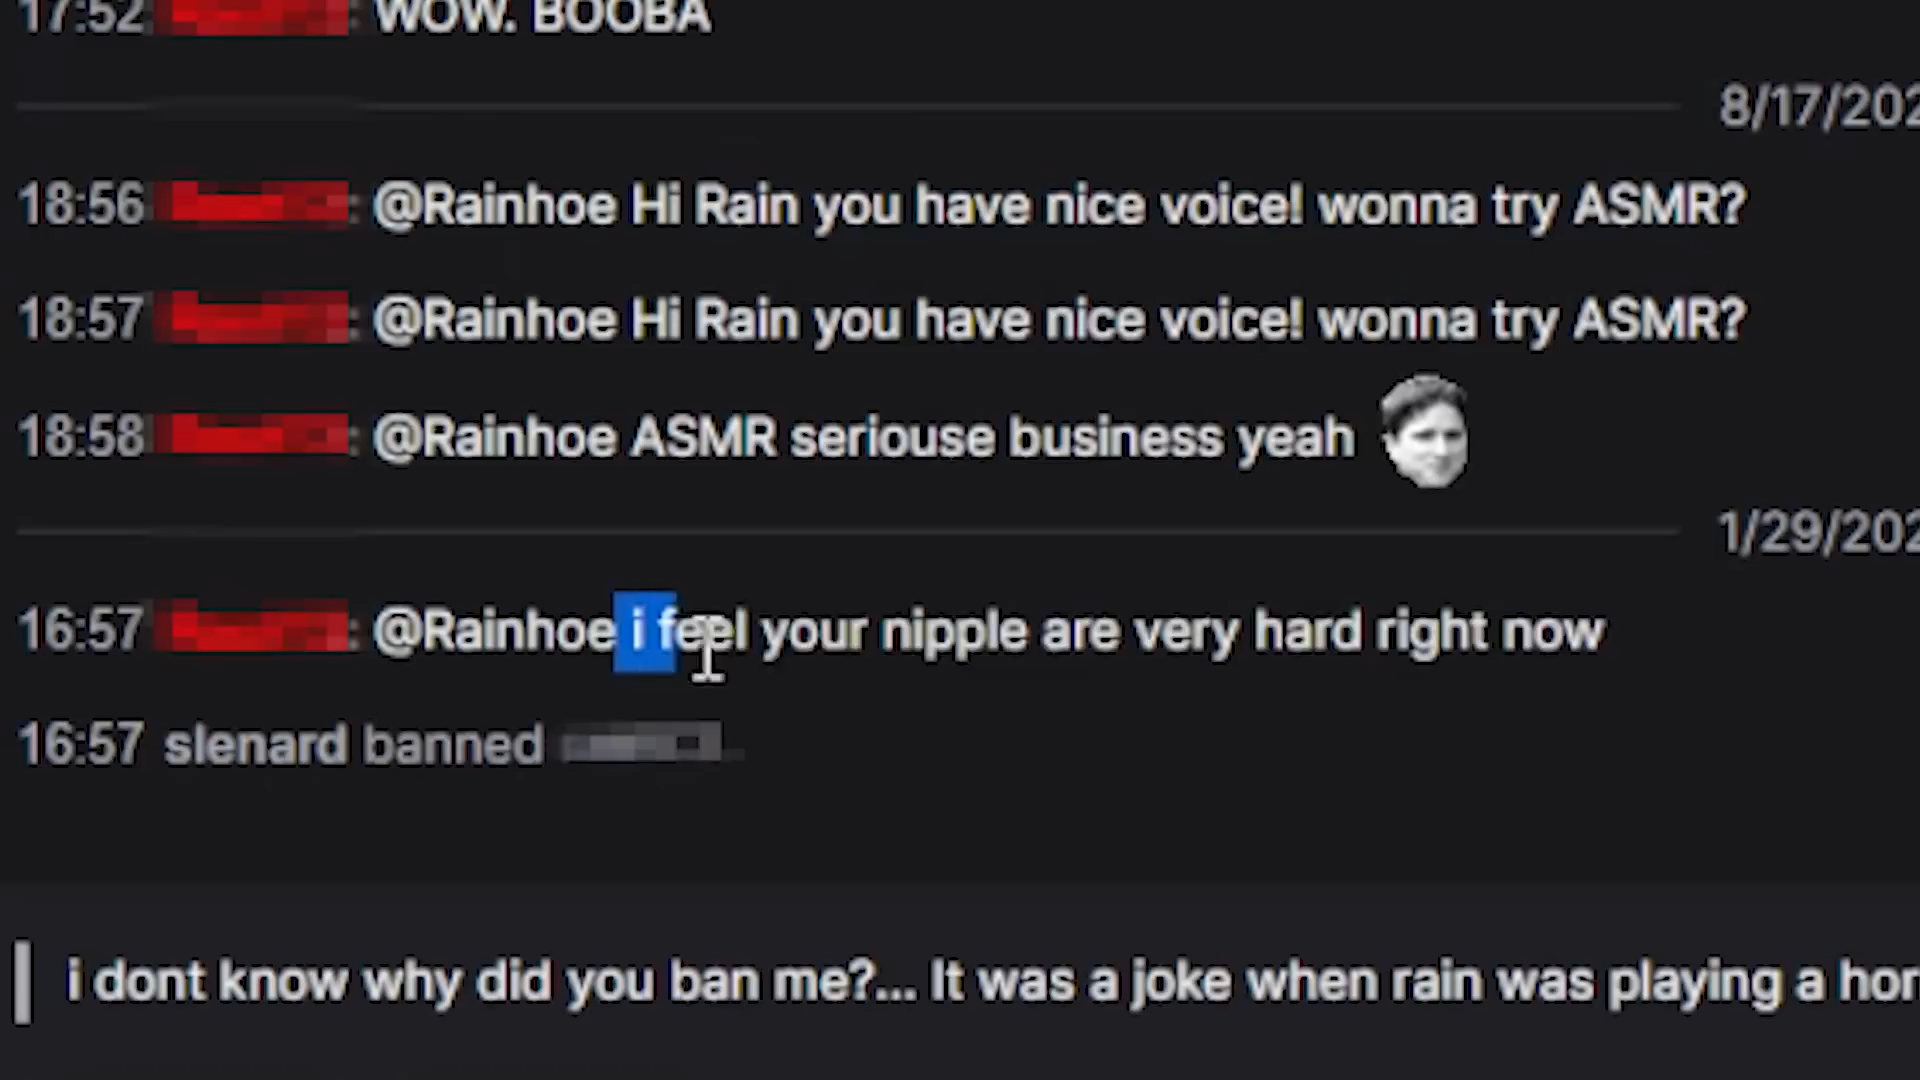 17:52 : WOW. BOOBA
8/17/202
18:56 : @Rainhoe Hi Rain you have nice voice! wonna try ASMR?
18:57 : @Rainhoe Hi Rain you have nice voice! wonna try ASMR?
18:58 : @Rainhoe ASMR seriouse business yeah
1/29/202
16:57 : @Rainhoe i feel your nipple are very hard right now
16:57 slenard banned
i dont know why did you ban me?... It was a joke when rain was playing a hor